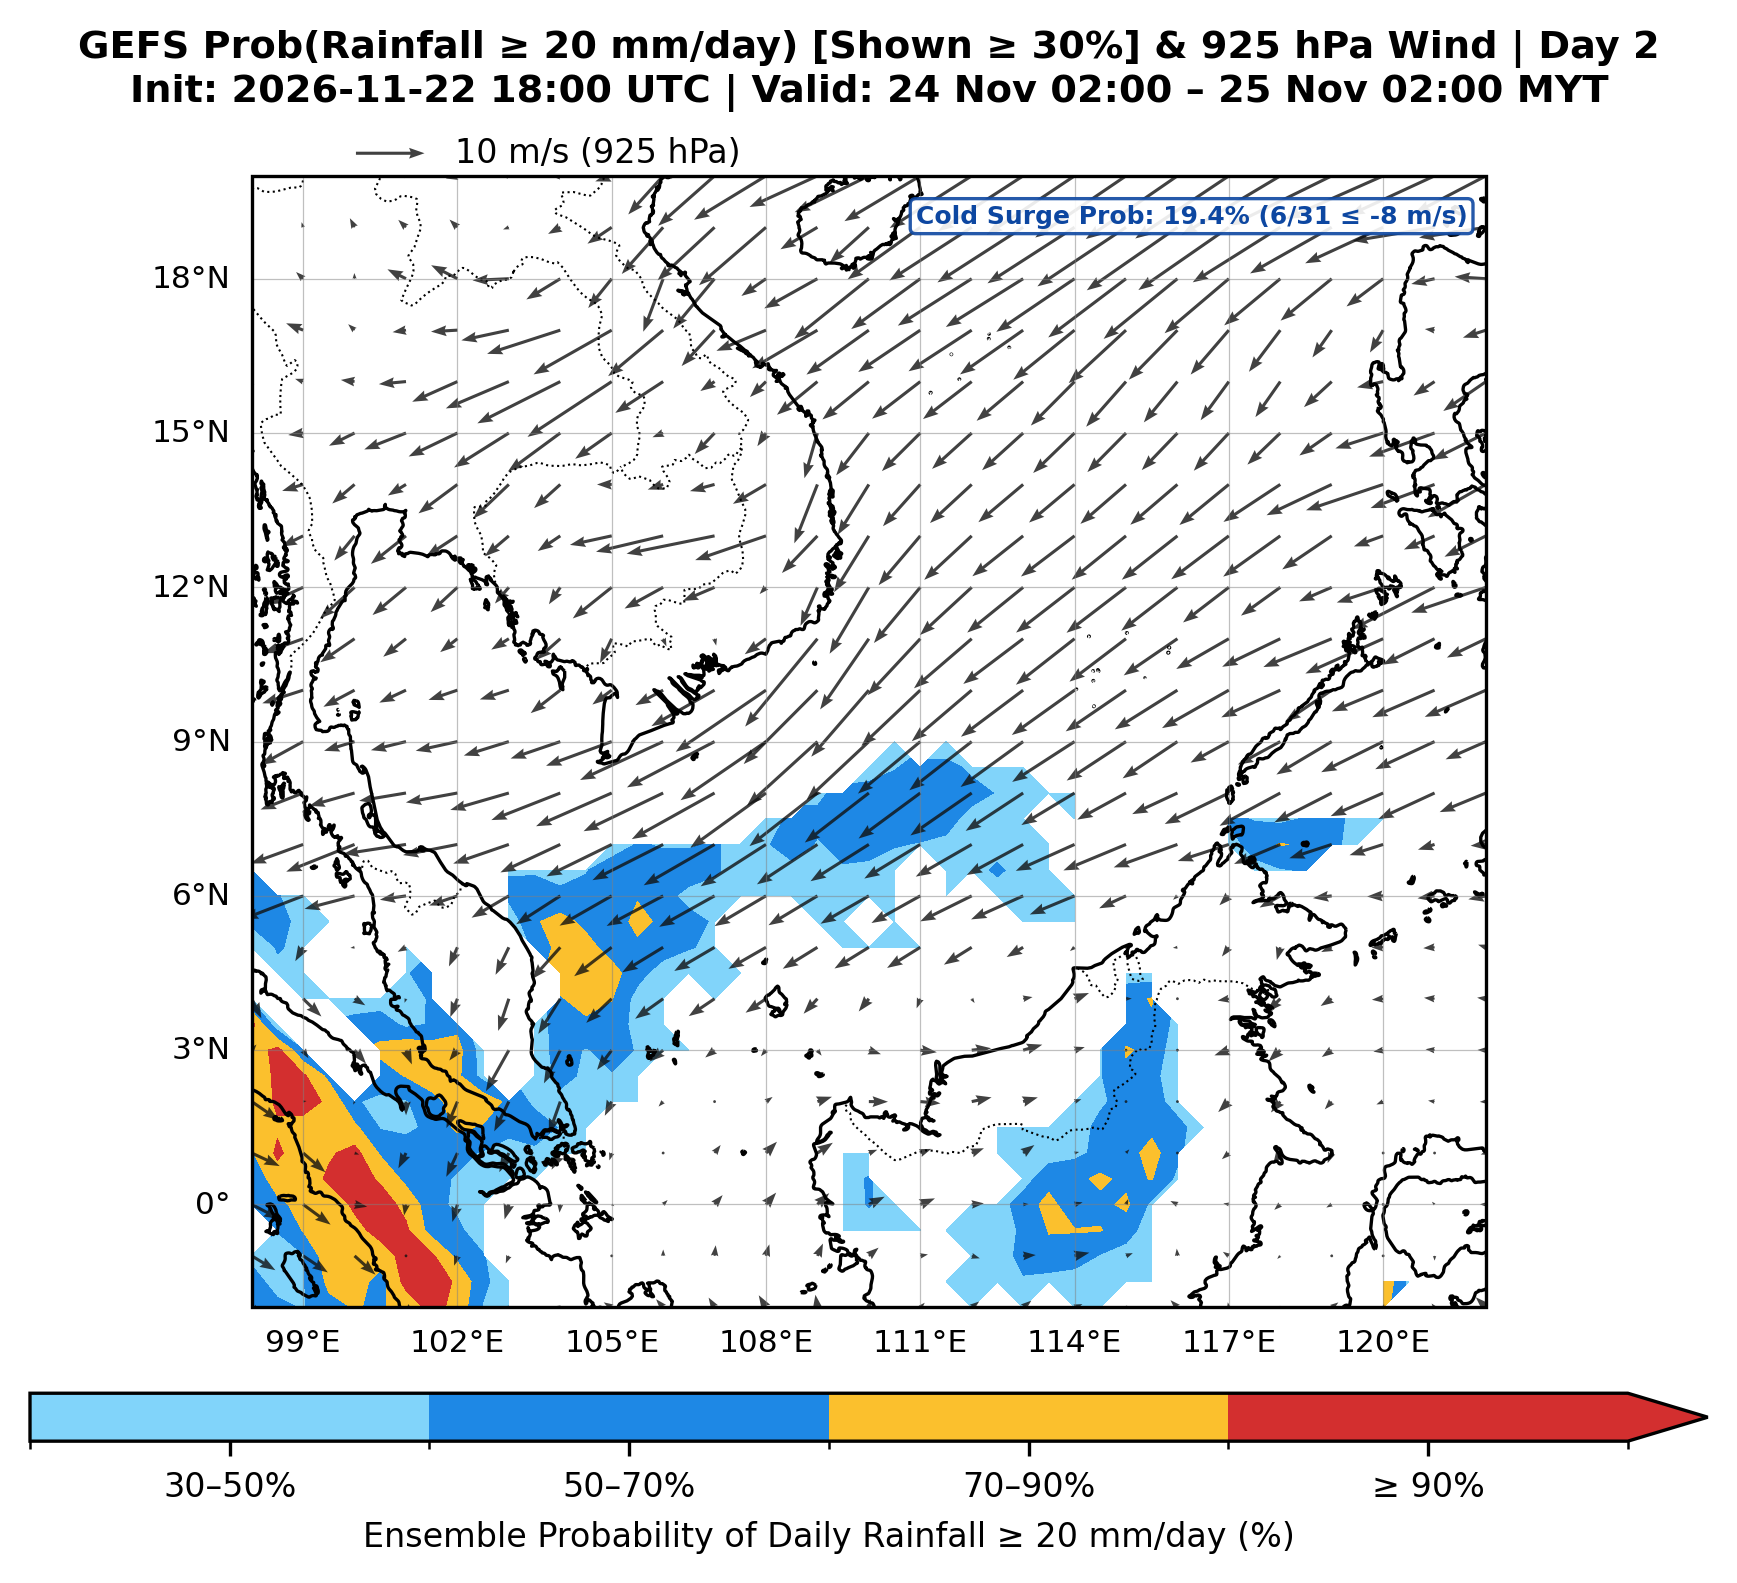 GEFS Prob(Rainfall ≥ 20 mm/day) [Shown ≥ 30%] & 925 hPa Wind | Day 2
Init: 2026-11-22 18:00 UTC | Valid: 24 Nov 02:00 – 25 Nov 02:00 MYT
10 m/s (925 hPa)
Cold Surge Prob: 19.4% (6/31 ≤ -8 m/s)
18°N
15°N
12°N
9°N
6°N
3°N
0°
99°E 102°E 105°E 108°E 111°E 114°E 117°E 120°E
30–50% 50–70% 70–90% ≥ 90%
Ensemble Probability of Daily Rainfall ≥ 20 mm/day (%)